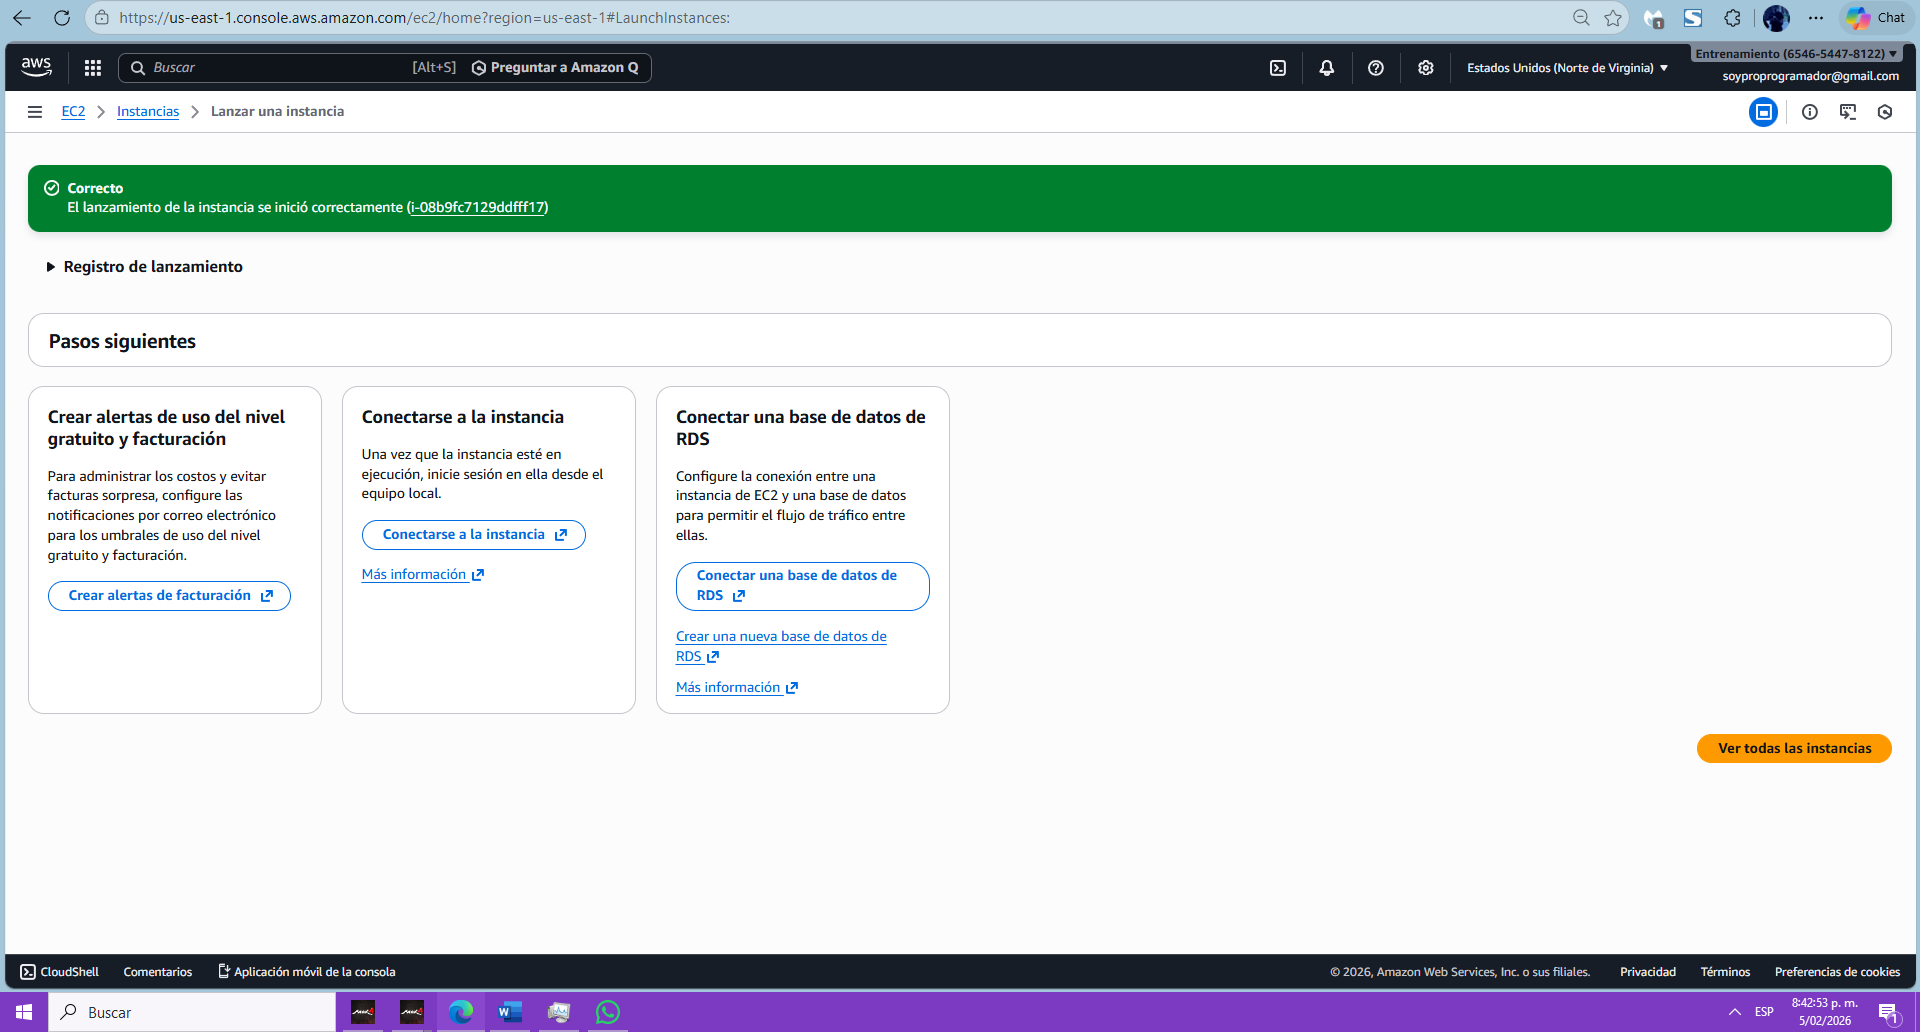 https://us-east-1.console.aws.amazon.com/ec2/home?region=us-east-1#LaunchInstances:
1
Chat
aws
Buscar
[Alt+S]
Preguntar a Amazon Q
Estados Unidos (Norte de Virginia)
Entrenamiento (6546-5447-8122)
soyproprogramador@gmail.com
EC2
Instancias
Lanzar una instancia
Correcto
El lanzamiento de la instancia se inició correctamente (i-08b9fc7129ddfff17)
Registro de lanzamiento
Pasos siguientes
Crear alertas de uso del nivel
gratuito y facturación
Para administrar los costos y evitar
facturas sorpresa, configure las
notificaciones por correo electrónico
para los umbrales de uso del nivel
gratuito y facturación.
Crear alertas de facturación
Conectarse a la instancia
Una vez que la instancia esté en
ejecución, inicie sesión en ella desde el
equipo local.
Conectarse a la instancia
Más información
Conectar una base de datos de
RDS
Configure la conexión entre una
instancia de EC2 y una base de datos
para permitir el flujo de tráfico entre
ellas.
Conectar una base de datos de
RDS
Crear una nueva base de datos de
RDS
Más información
Ver todas las instancias
CloudShell
Comentarios
Aplicación móvil de la consola
© 2026, Amazon Web Services, Inc. o sus filiales.
Privacidad
Términos
Preferencias de cookies
Buscar
ESP
8:42:53 p. m.
5/02/2026
1